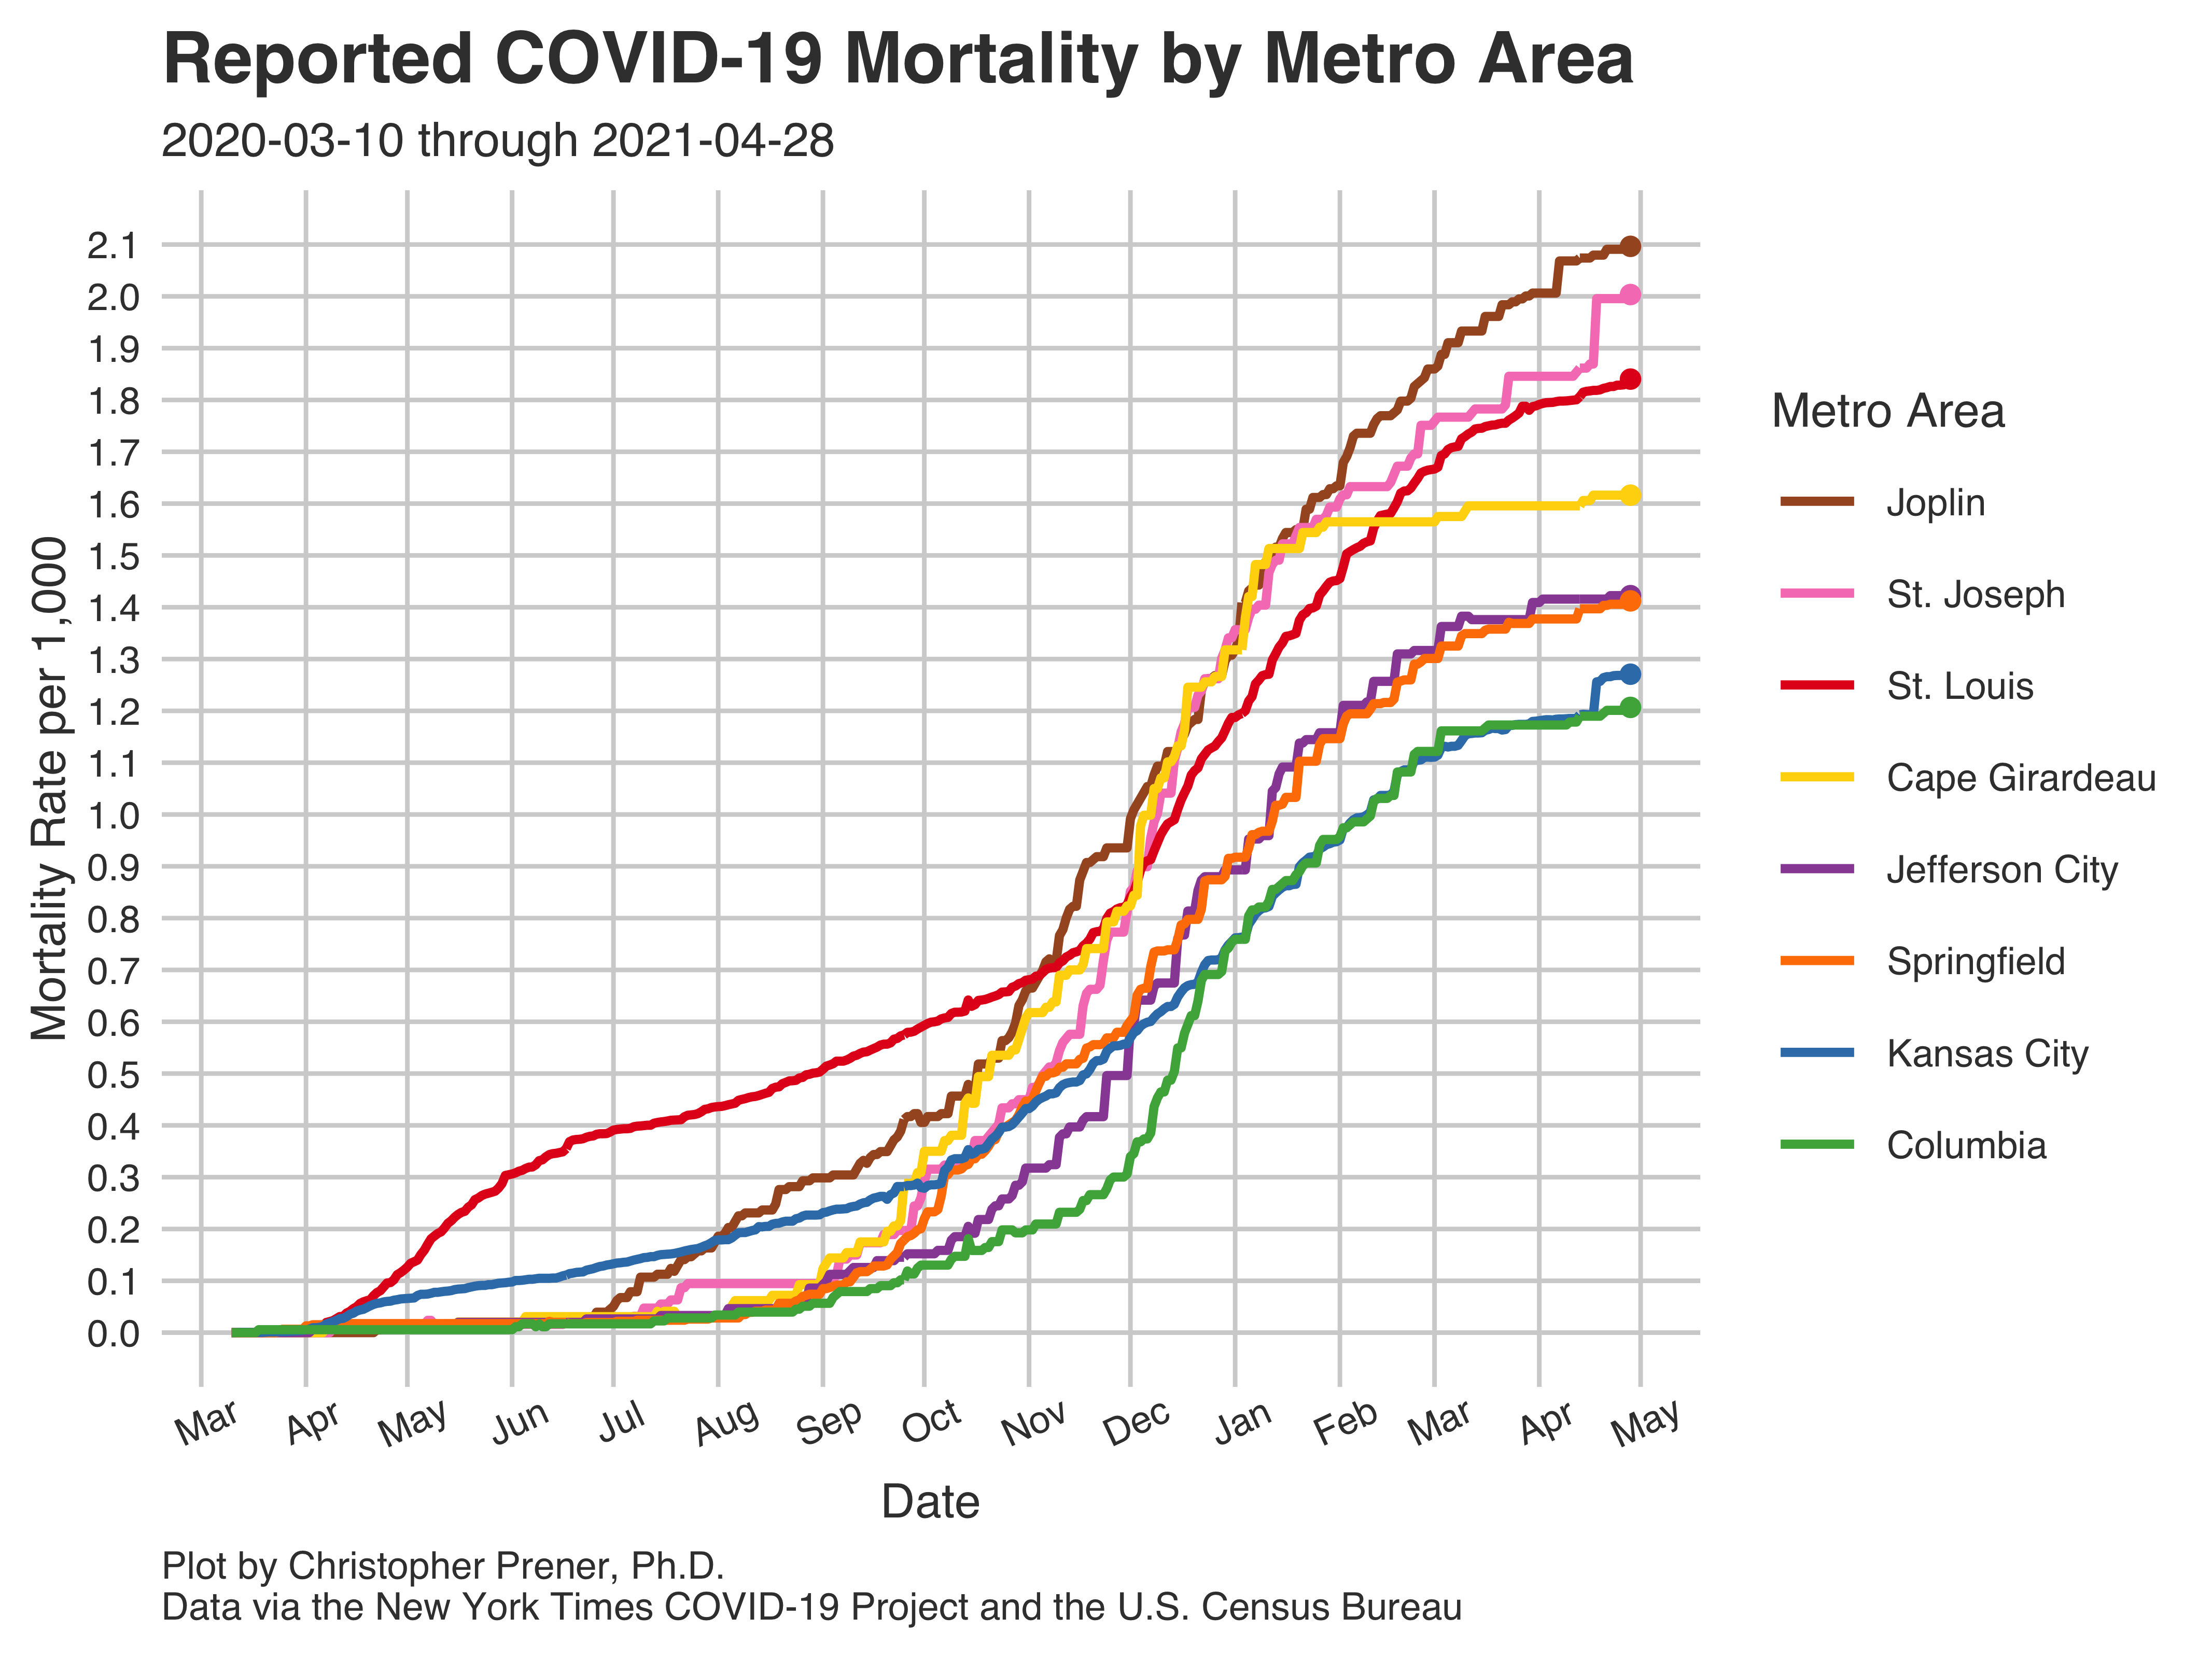 Reported COVID-19 Mortality by Metro Area
2020-03-10 through 2021-04-28
Mortality Rate per 1,000
2.1
2.0
1.9
1.8
1.7
1.6
1.5
1.4
1.3
1.2
1.1
1.0
0.9
0.8
0.7
0.6
0.5
0.4
0.3
0.2
0.1
0.0
Mar Apr May Jun Jul Aug Sep Oct Nov Dec Jan Feb Mar Apr May
Date
Metro Area
Joplin
St. Joseph
St. Louis
Cape Girardeau
Jefferson City
Springfield
Kansas City
Columbia
Plot by Christopher Prener, Ph.D.
Data via the New York Times COVID-19 Project and the U.S. Census Bureau